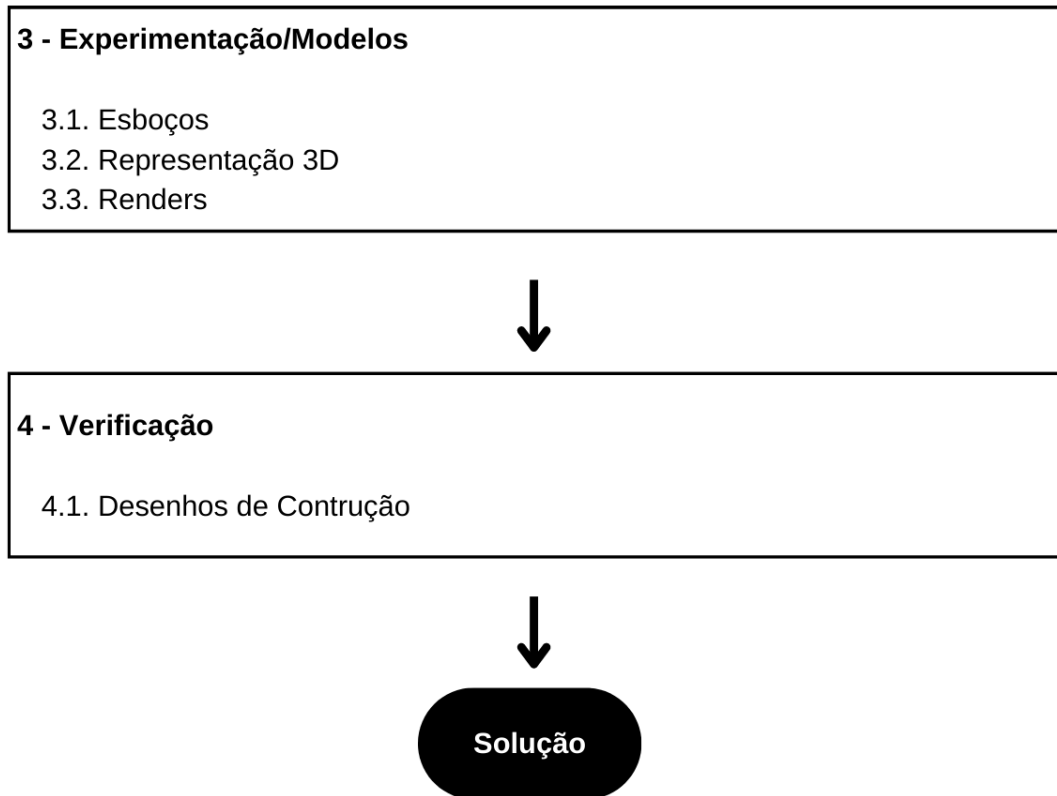 3 - Experimentação/Modelos
3.1. Esboços
3.2. Representação 3D
3.3. Renders
4 - Verificação
4.1. Desenhos de Contrução
Solução